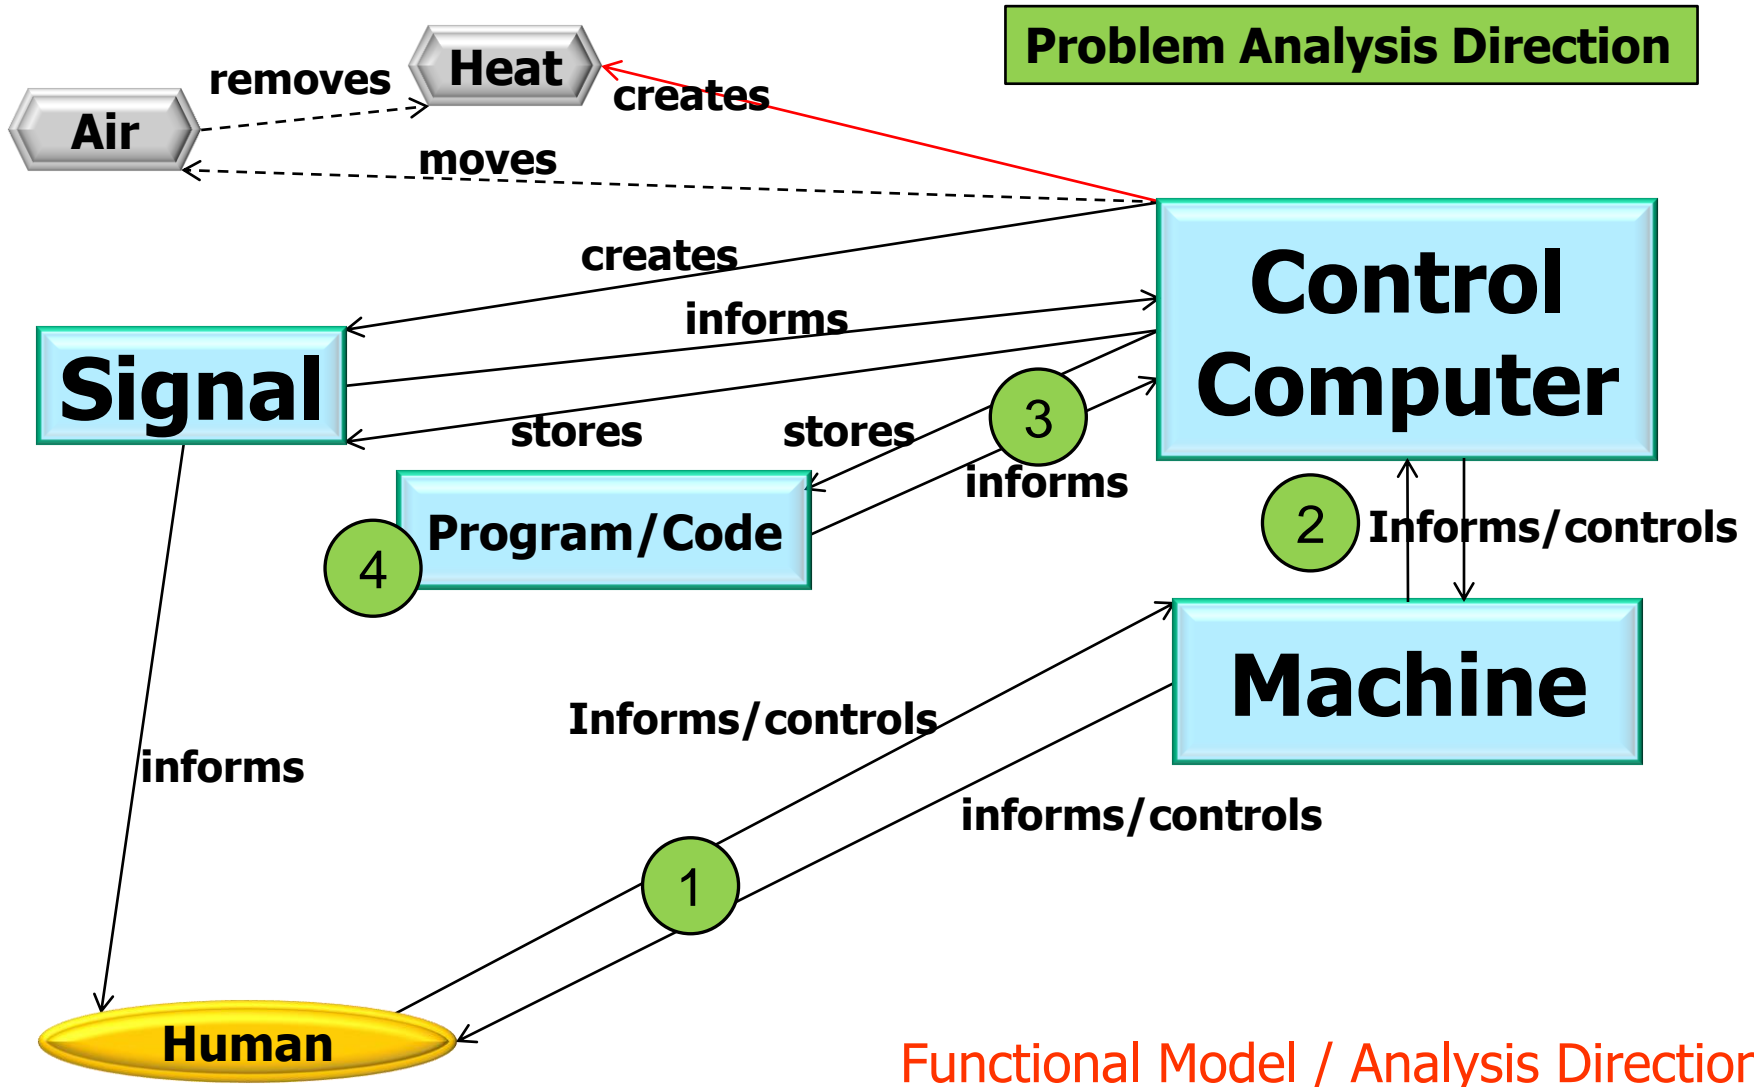 Problem Analysis Direction
Heat
removes
creates
Air
moves
creates
Control
Computer
informs
Signal
3
stores
stores
informs
Program/Code
2
Informs/controls
4
Machine
Informs/controls
informs
informs/controls
1
Human
Functional Model / Analysis Direction